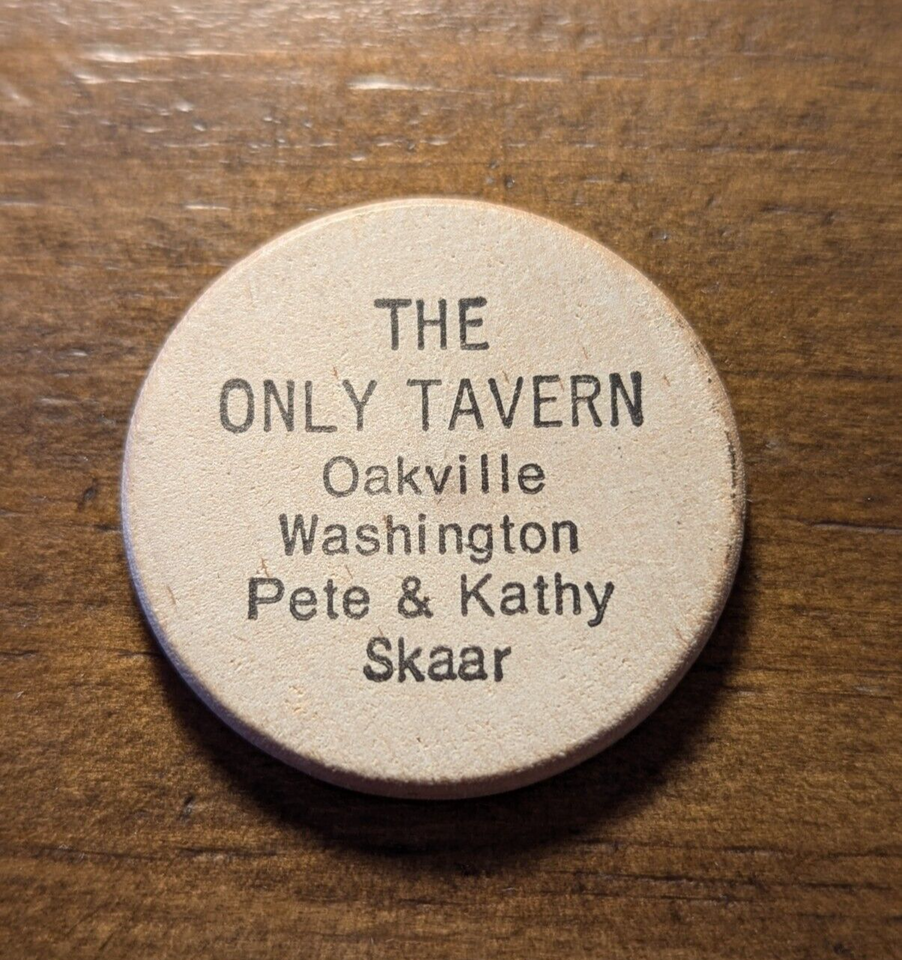 THE
ONLY TAVERN
Oakville
Washington
Pete & Kathy
Skaar